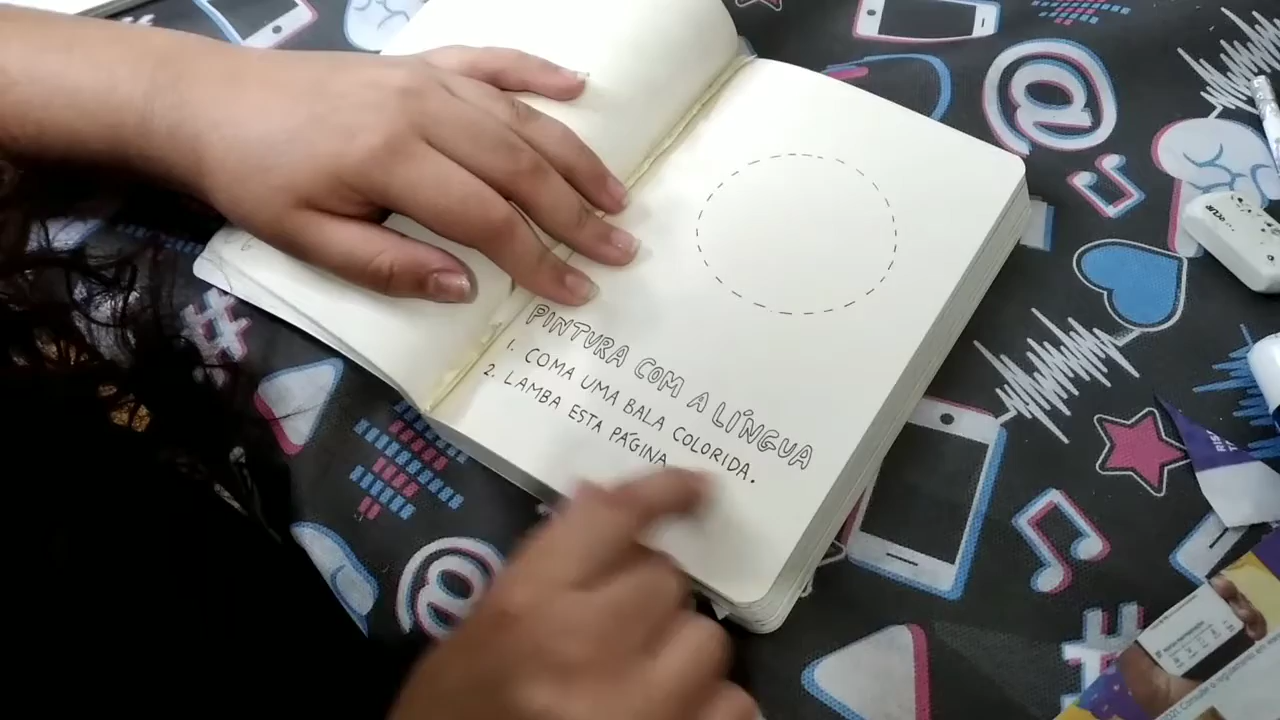 PINTURA COM A LÍNGUA
1. COMA UMA BALA COLORIDA.
2. LAMBA ESTA PÁGINA